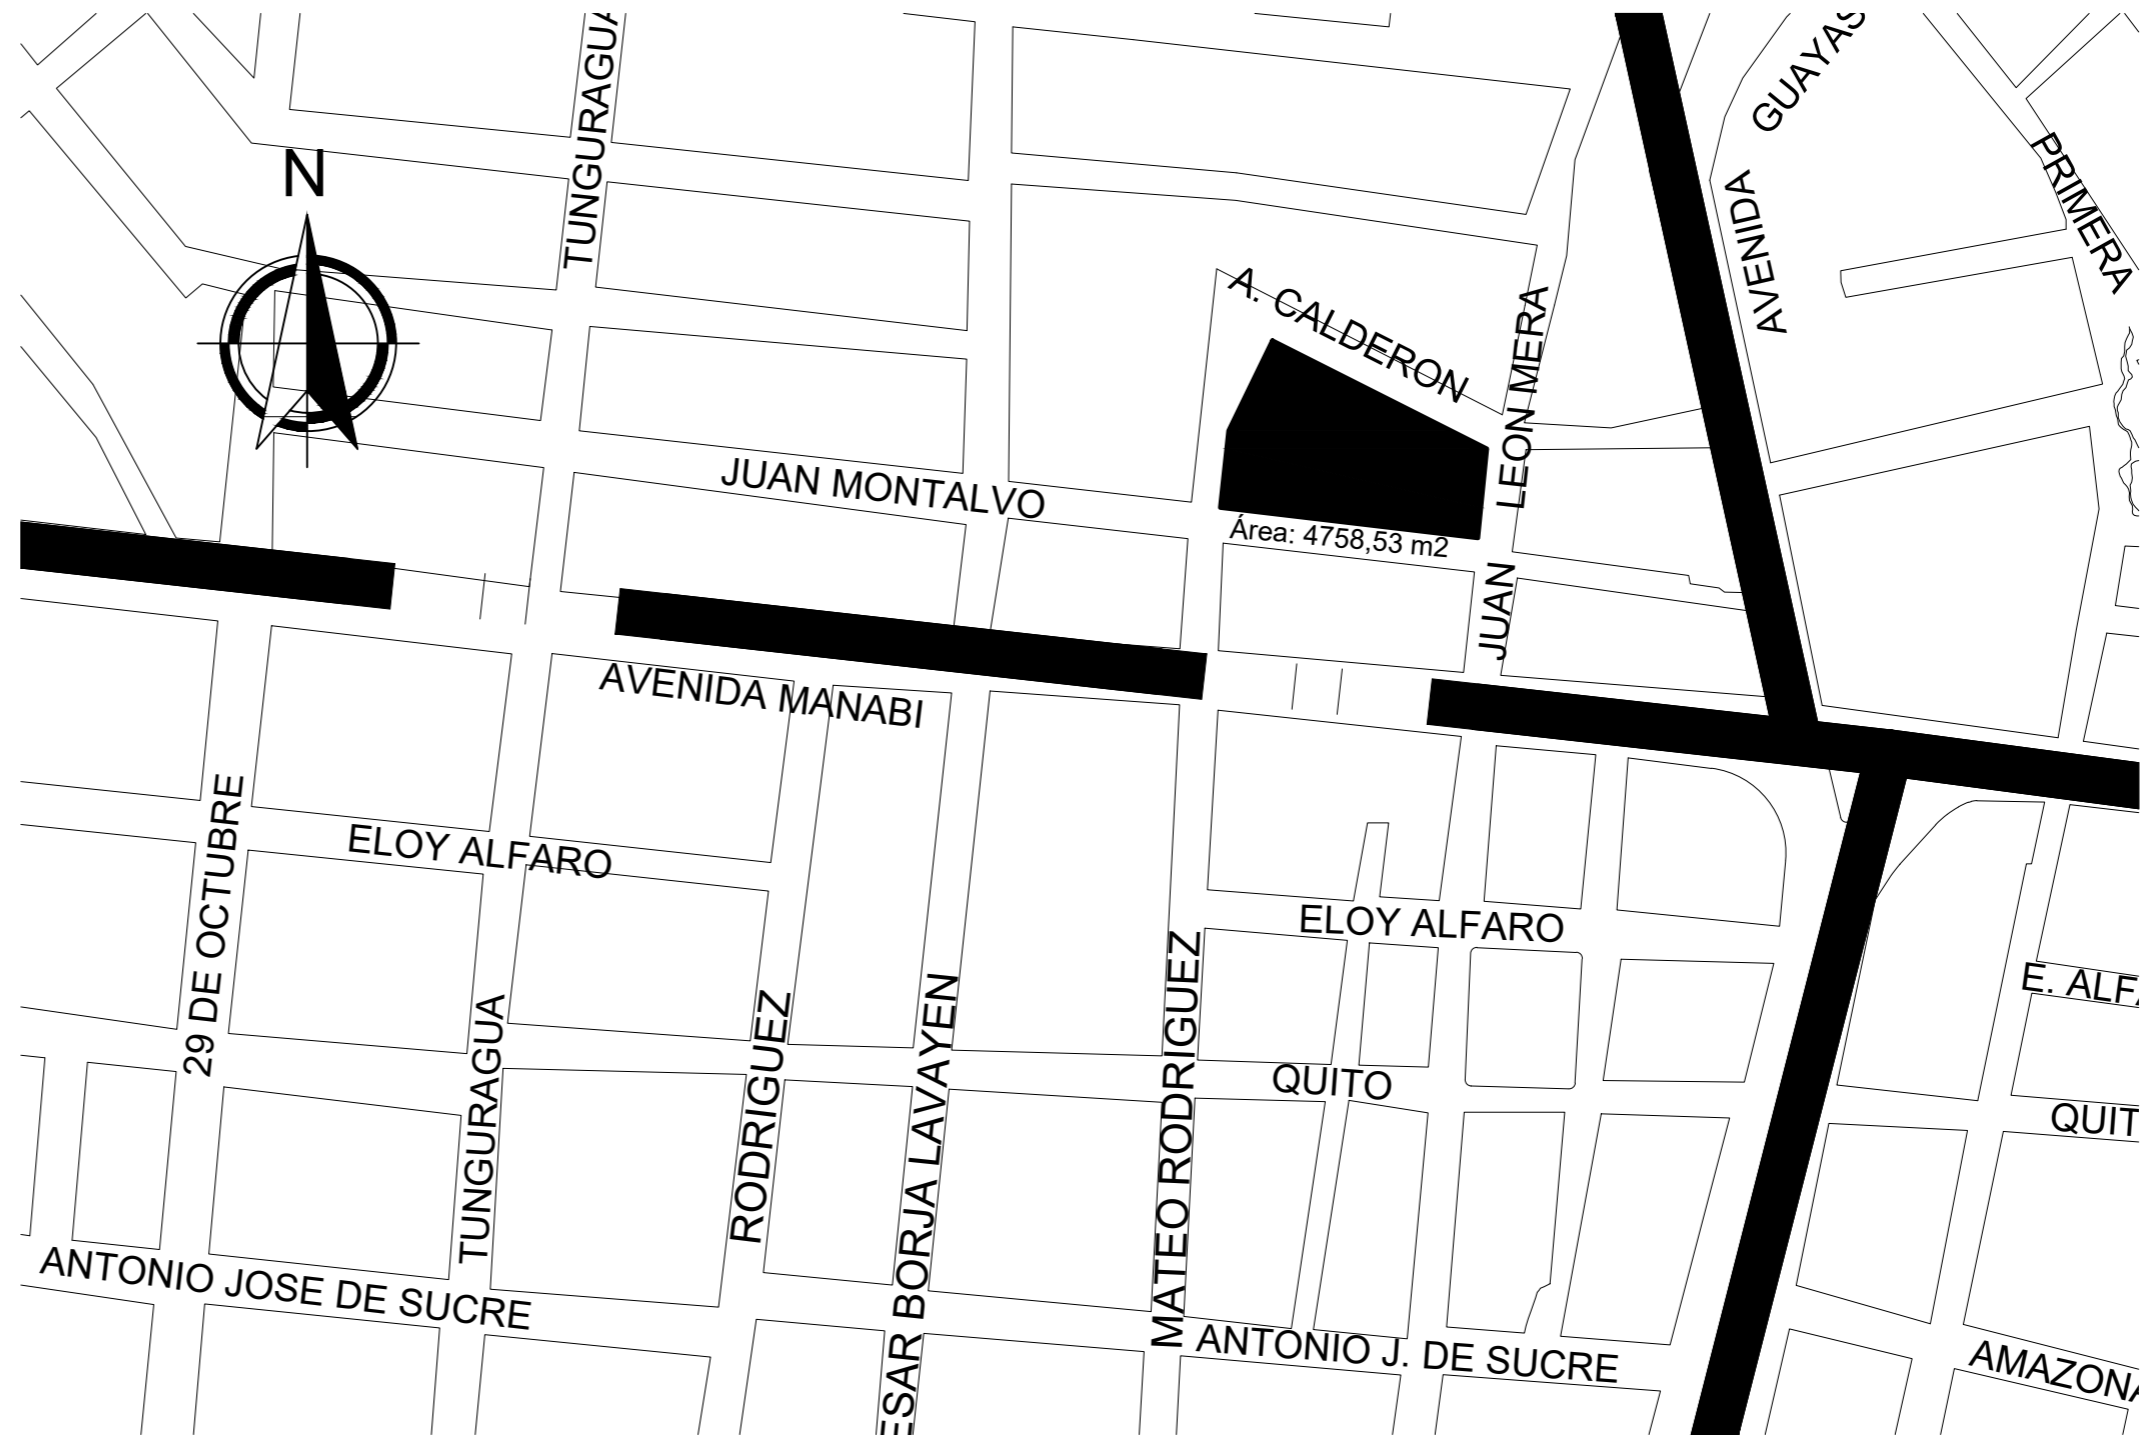 TUNGURAGUA
GUAYAS
N
PRIMERA
AVENIDA
A. CALDERON
JUAN LEON MERA
JUAN MONTALVO
Área: 4758,53 m2
AVENIDA MANABI
29 DE OCTUBRE
ELOY ALFARO
ELOY ALFARO
E. ALFA
TUNGURAGUA
RODRIGUEZ
ESAR BORJA LAVAYEN
MATEO RODRIGUEZ
QUITO
QUIT
ANTONIO JOSE DE SUCRE
ANTONIO J. DE SUCRE
AMAZONA